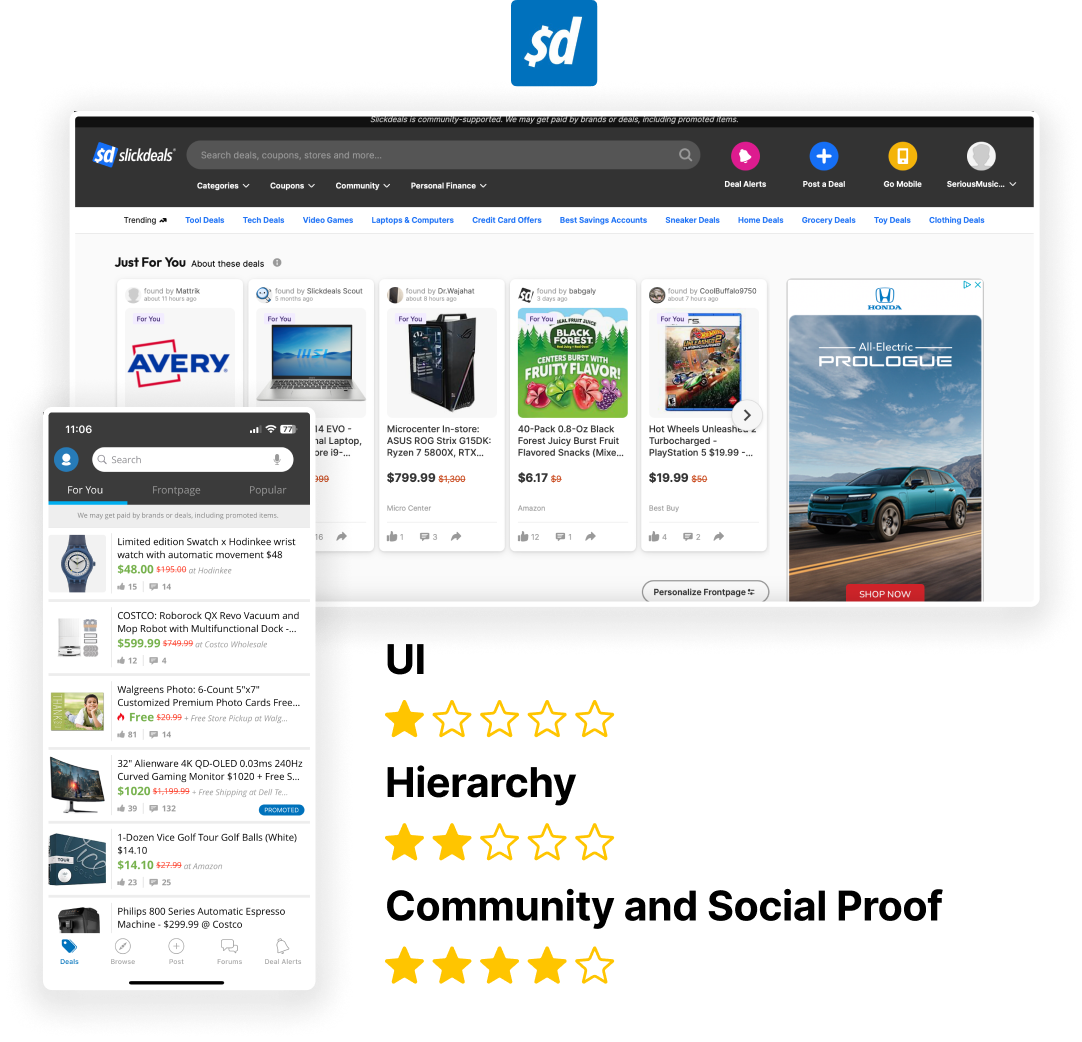 $d
Slickdeals is community-supported. We may get paid by brands or deals, including promoted items.
$d slickdeals
Search deals, coupons, stores and more...
Categories
Coupons
Community
Personal Finance
Deal Alerts
Post a Deal
Go Mobile
SeriousMusic...
Trending
Tool Deals
Tech Deals
Video Games
Laptops & Computers
Credit Card Offers
Best Savings Accounts
Sneaker Deals
Home Deals
Grocery Deals
Toy Deals
Clothing Deals
Just For You About these deals
found by Mattrik
about 11 hours ago
For You
AVERY
found by Slickdeals Scout
5 months ago
For You
msi
14 EVO -
nal Laptop,
ore i9-...
999
16
found by Dr.Wajahat
about 8 hours ago
For You
Microcenter In-store:
ASUS ROG Strix G15DK:
Ryzen 7 5800X, RTX...
$799.99 $1,300
Micro Center
1 3
found by babgaly
3 days ago
For You
REAL FRUIT JUICE
BLACK
FOREST
CENTERS BURST WITH
FRUITY FLAVOR!
40-Pack 0.8-Oz Black
Forest Juicy Burst Fruit
Flavored Snacks (Mixe...
$6.17 $9
Amazon
12 1
found by CoolBuffalo9750
about 7 hours ago
For You
Hot Wheels Unleashed 2
Turbocharged -
PlayStation 5 $19.99 -...
$19.99 $50
Best Buy
4 2
Personalize Frontpage
HONDA
All-Electric
PROLOGUE
SHOP NOW
11:06
77
Search
For You
Frontpage
Popular
We may get paid by brands or deals, including promoted items.
Limited edition Swatch x Hodinkee wrist
watch with automatic movement $48
$48.00 $195.00 at Hodinkee
15 14
COSTCO: Roborock QX Revo Vacuum and
Mop Robot with Multifunctional Dock -...
$599.99 $749.99 at Costco Wholesale
12 4
THANKS
Walgreens Photo: 6-Count 5"x7"
Customized Premium Photo Cards Free...
Free $20.99 + Free Store Pickup at Walg...
81 14
32" Alienware 4K QD-OLED 0.03ms 240Hz
Curved Gaming Monitor $1020 + Free S...
$1020 $1,199.99 + Free Shipping at Dell Te...
39 132
PROMOTED
Vice
TOUR
1-Dozen Vice Golf Tour Golf Balls (White)
$14.10
$14.10 $27.99 at Amazon
23 25
Philips 800 Series Automatic Espresso
Machine - $299.99 @ Costco
Deals
Browse
Post
Forums
Deal Alerts
UI
Hierarchy
Community and Social Proof